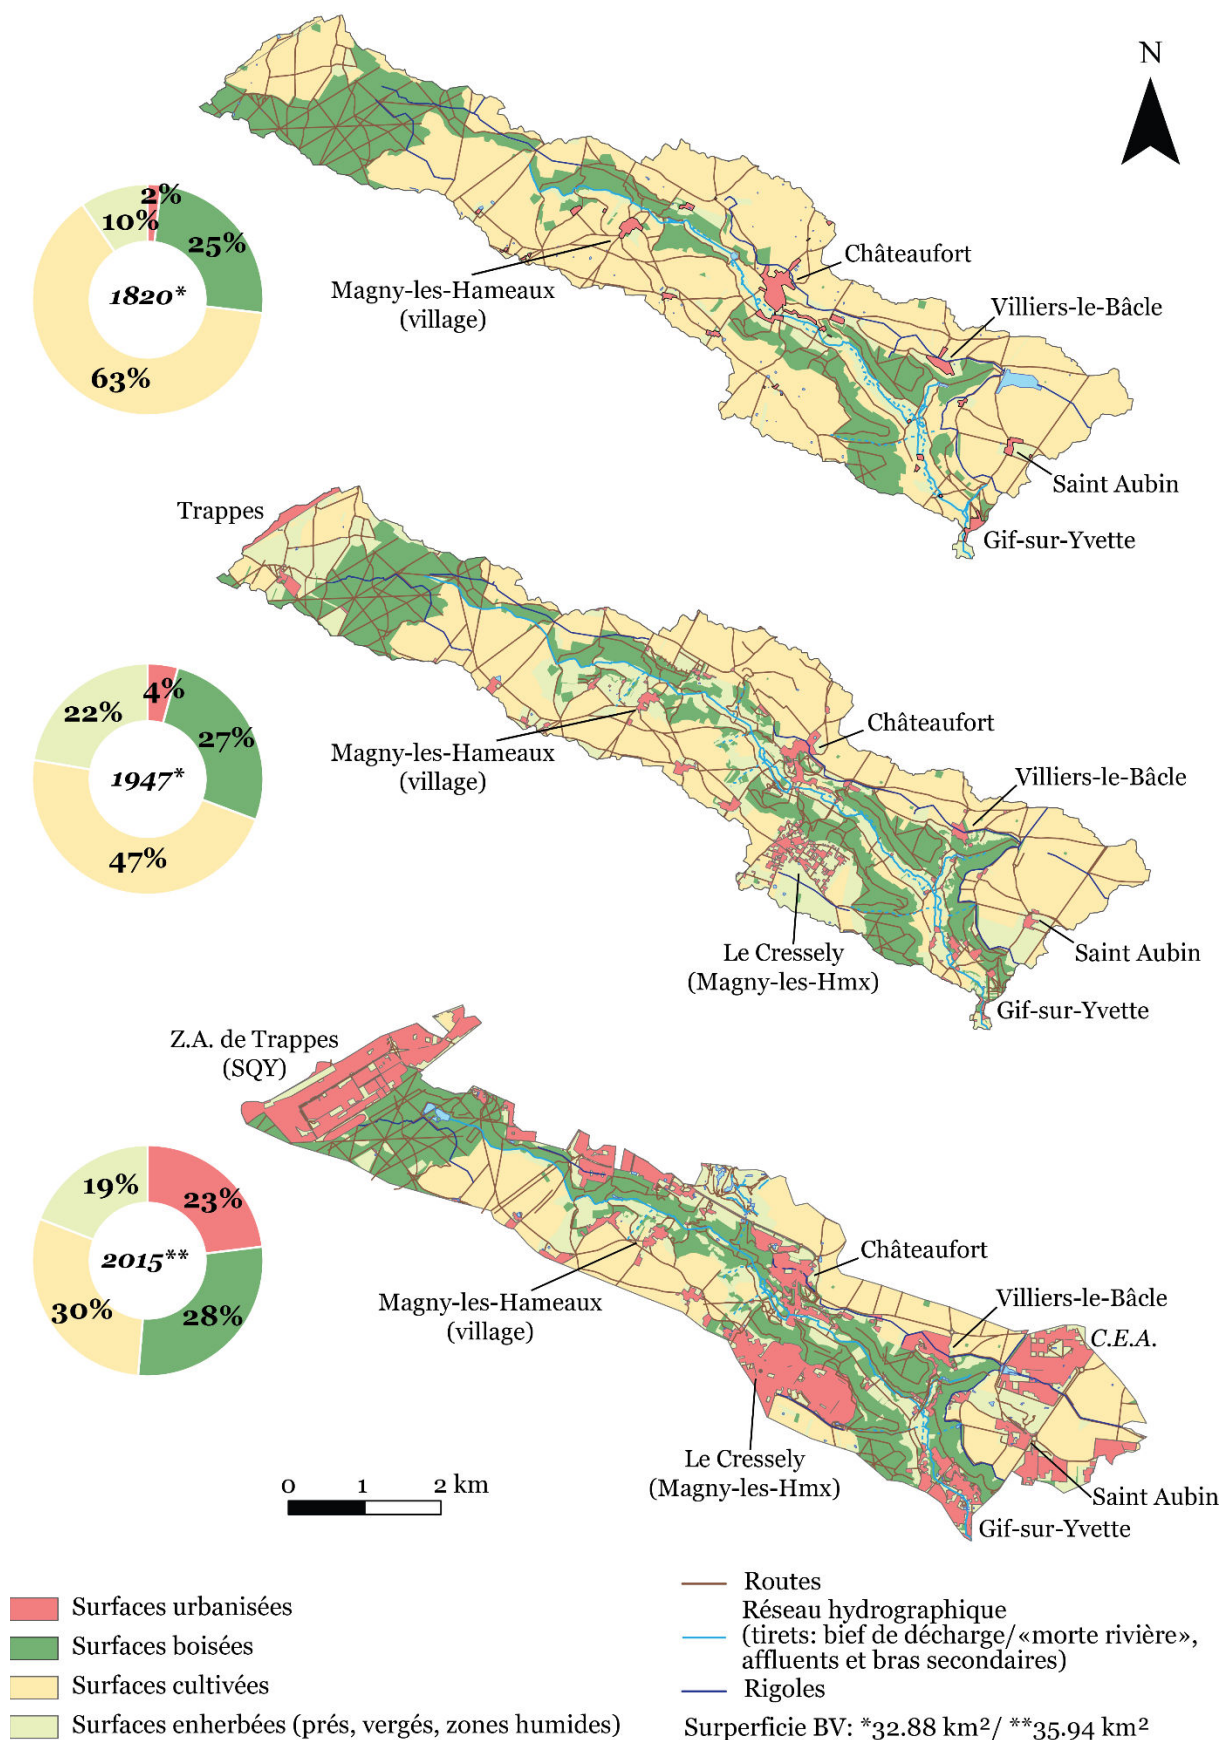 N
2%
10%
25%
1820*
63%
Châteaufort
Magny-les-Hameaux
(village)
Villiers-le-Bâcle
Saint Aubin
Gif-sur-Yvette
Trappes
4%
22%
27%
1947*
47%
Châteaufort
Magny-les-Hameaux
(village)
Villiers-le-Bâcle
Le Cressely
(Magny-les-Hmx)
Saint Aubin
Gif-sur-Yvette
Z.A. de Trappes
(SQY)
19%
23%
2015**
30%
28%
Châteaufort
Magny-les-Hameaux
(village)
Villiers-le-Bâcle
C.E.A.
Le Cressely
(Magny-les-Hmx)
Saint Aubin
Gif-sur-Yvette
0 1 2 km
Surfaces urbanisées
Surfaces boisées
Surfaces cultivées
Surfaces enherbées (prés, vergés, zones humides)
Routes
Réseau hydrographique
(tirets: bief de décharge/«morte rivière»,
affluents et bras secondaires)
Rigoles
Surperficie BV: *32.88 km²/ **35.94 km²